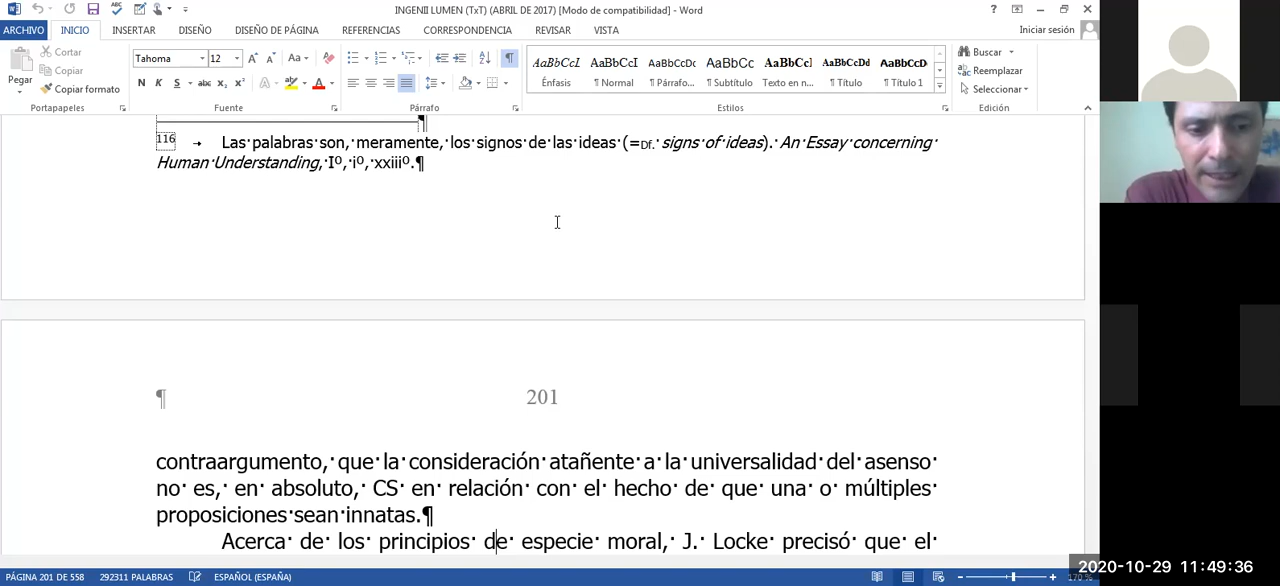 INGENII LUMEN (TxT) (ABRIL DE 2017) [Modo de compatibilidad] - Word
ARCHIVO INICIO INSERTAR DISEÑO DISEÑO DE PÁGINA REFERENCIAS CORRESPONDENCIA REVISAR VISTA Iniciar sesión
Pegar
Cortar
Copiar
Copiar formato
Portapapeles
Tahoma 12
N K S abc x₂ x²
Fuente
Párrafo
AaBbCcL AaBbCcI AaBbCcDc AaBbCc AaBbCc] AaBbCcDd AaBbCcD
Énfasis ¶ Normal ¶ Párrafo... ¶ Subtítulo Texto en n... ¶ Título ¶ Título 1
Estilos
Buscar
Reemplazar
Seleccionar
Edición
116 → Las palabras son, meramente, los signos de las ideas (=Df. signs of ideas). An Essay concerning
Human Understanding, Iº, iº, xxiiiº.¶
¶ 201
contraargumento, que la consideración atañente a la universalidad del asenso
no es, en absoluto, CS en relación con el hecho de que una o múltiples
proposiciones sean innatas.¶
Acerca de los principios de especie moral, J. Locke precisó que el
PÁGINA 201 DE 558 292311 PALABRAS ESPAÑOL (ESPAÑA) 170 %
2020-10-29 11:49:36